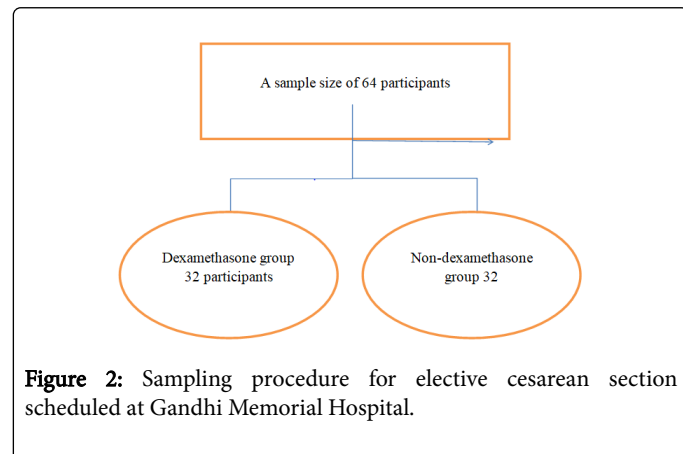 A sample size of 64 participants
Dexamethasone group
32 participants
Non-dexamethasone
group 32
Figure 2: Sampling procedure for elective cesarean section
scheduled at Gandhi Memorial Hospital.